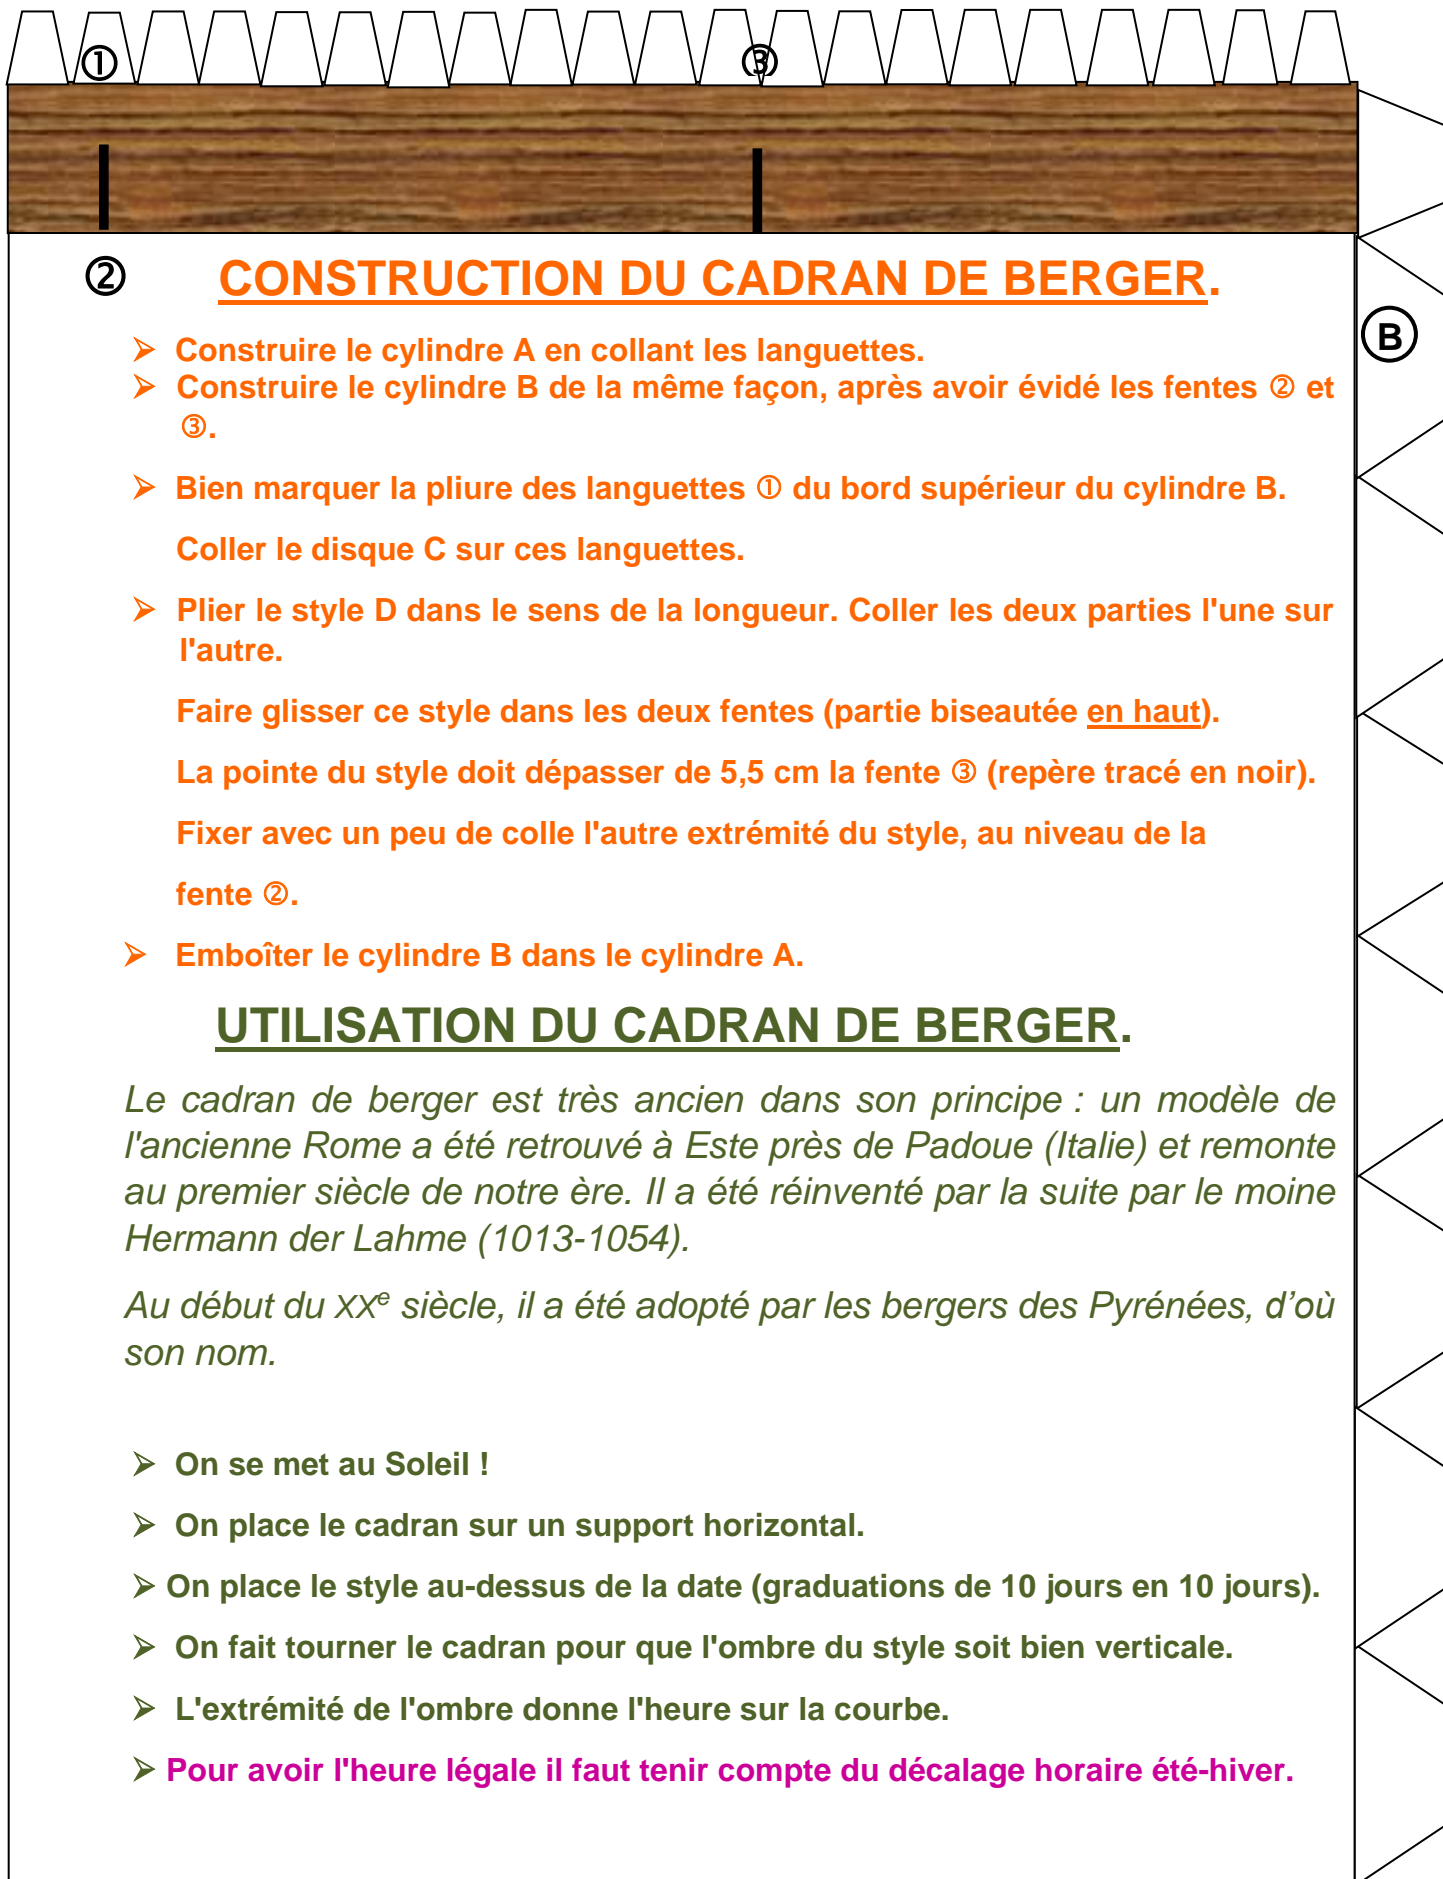 ①
③
② CONSTRUCTION DU CADRAN DE BERGER.
B
➢ Construire le cylindre A en collant les languettes.
➢ Construire le cylindre B de la même façon, après avoir évidé les fentes ② et
③.
➢ Bien marquer la pliure des languettes ① du bord supérieur du cylindre B.
Coller le disque C sur ces languettes.
➢ Plier le style D dans le sens de la longueur. Coller les deux parties l'une sur
l'autre.
Faire glisser ce style dans les deux fentes (partie biseautée en haut).
La pointe du style doit dépasser de 5,5 cm la fente ③ (repère tracé en noir).
Fixer avec un peu de colle l'autre extrémité du style, au niveau de la
fente ②.
➢ Emboîter le cylindre B dans le cylindre A.
UTILISATION DU CADRAN DE BERGER.
Le cadran de berger est très ancien dans son principe : un modèle de
l'ancienne Rome a été retrouvé à Este près de Padoue (Italie) et remonte
au premier siècle de notre ère. Il a été réinventé par la suite par le moine
Hermann der Lahme (1013-1054).
Au début du XXe siècle, il a été adopté par les bergers des Pyrénées, d’où
son nom.
➢ On se met au Soleil !
➢ On place le cadran sur un support horizontal.
➢ On place le style au-dessus de la date (graduations de 10 jours en 10 jours).
➢ On fait tourner le cadran pour que l'ombre du style soit bien verticale.
➢ L'extrémité de l'ombre donne l'heure sur la courbe.
➢ Pour avoir l'heure légale il faut tenir compte du décalage horaire été-hiver.